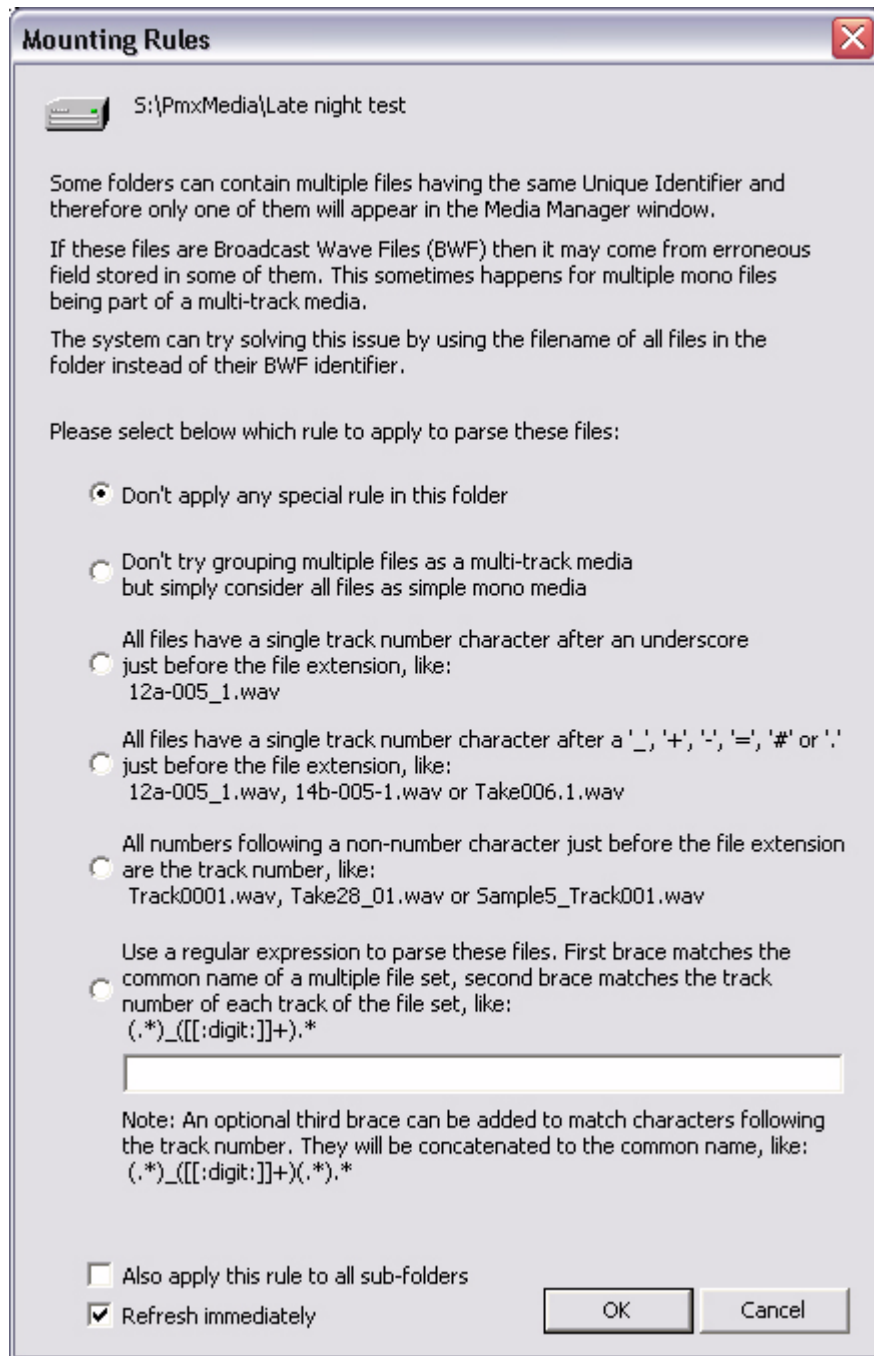 Mounting Rules
S:\PmxMedia\Late night test
Some folders can contain multiple files having the same Unique Identifier and
therefore only one of them will appear in the Media Manager window.
If these files are Broadcast Wave Files (BWF) then it may come from erroneous
field stored in some of them. This sometimes happens for multiple mono files
being part of a multi-track media.
The system can try solving this issue by using the filename of all files in the
folder instead of their BWF identifier.
Please select below which rule to apply to parse these files:
Don't apply any special rule in this folder
Don't try grouping multiple files as a multi-track media
but simply consider all files as simple mono media
All files have a single track number character after an underscore
just before the file extension, like:
12a-005_1.wav
All files have a single track number character after a '_', '+', '-', '=', '#' or '.'
just before the file extension, like:
12a-005_1.wav, 14b-005-1.wav or Take006.1.wav
All numbers following a non-number character just before the file extension
are the track number, like:
Track0001.wav, Take28_01.wav or Sample5_Track001.wav
Use a regular expression to parse these files. First brace matches the
common name of a multiple file set, second brace matches the track
number of each track of the file set, like:
(.*)_([[:digit:]]+).*
Note: An optional third brace can be added to match characters following
the track number. They will be concatenated to the common name, like:
(.*)_([[:digit:]]+)(.*).*
Also apply this rule to all sub-folders
Refresh immediately
OK
Cancel